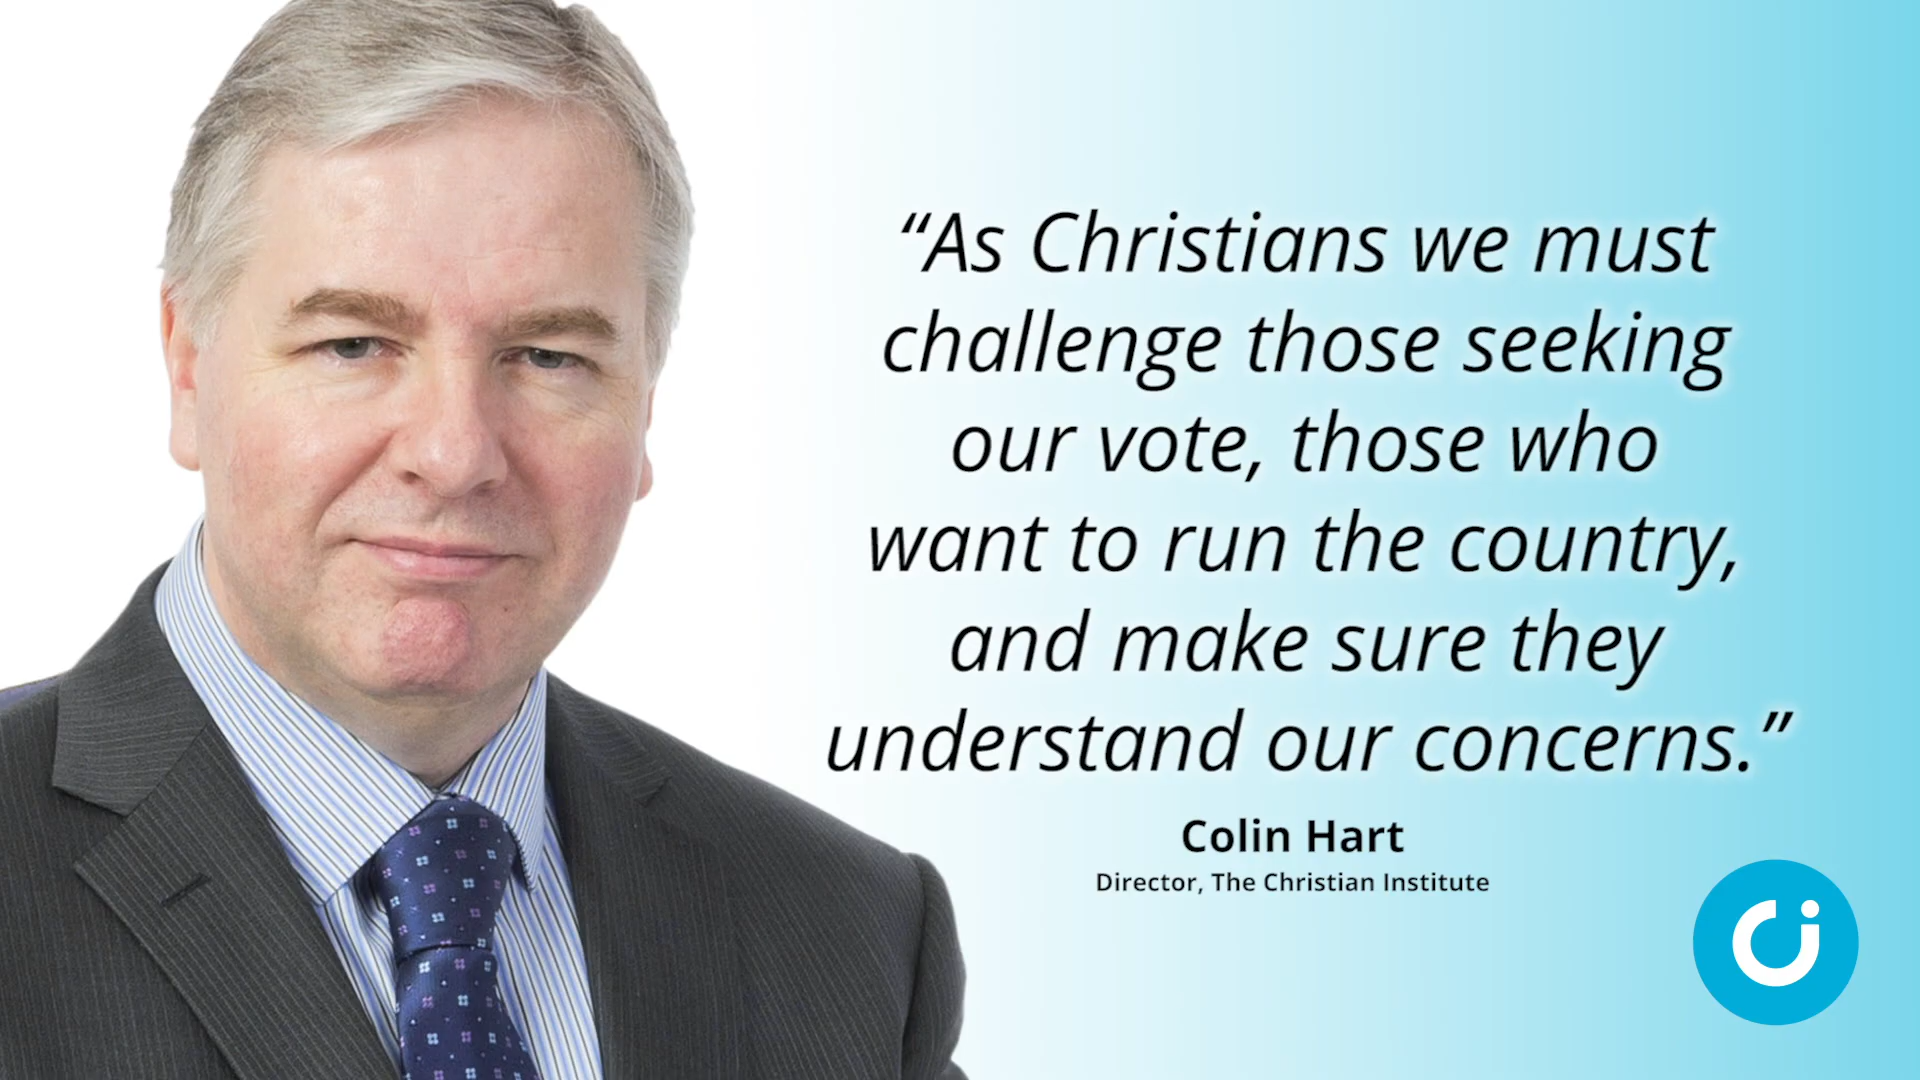 “As Christians we must
challenge those seeking
our vote, those who
want to run the country,
and make sure they
understand our concerns.”
Colin Hart
Director, The Christian Institute